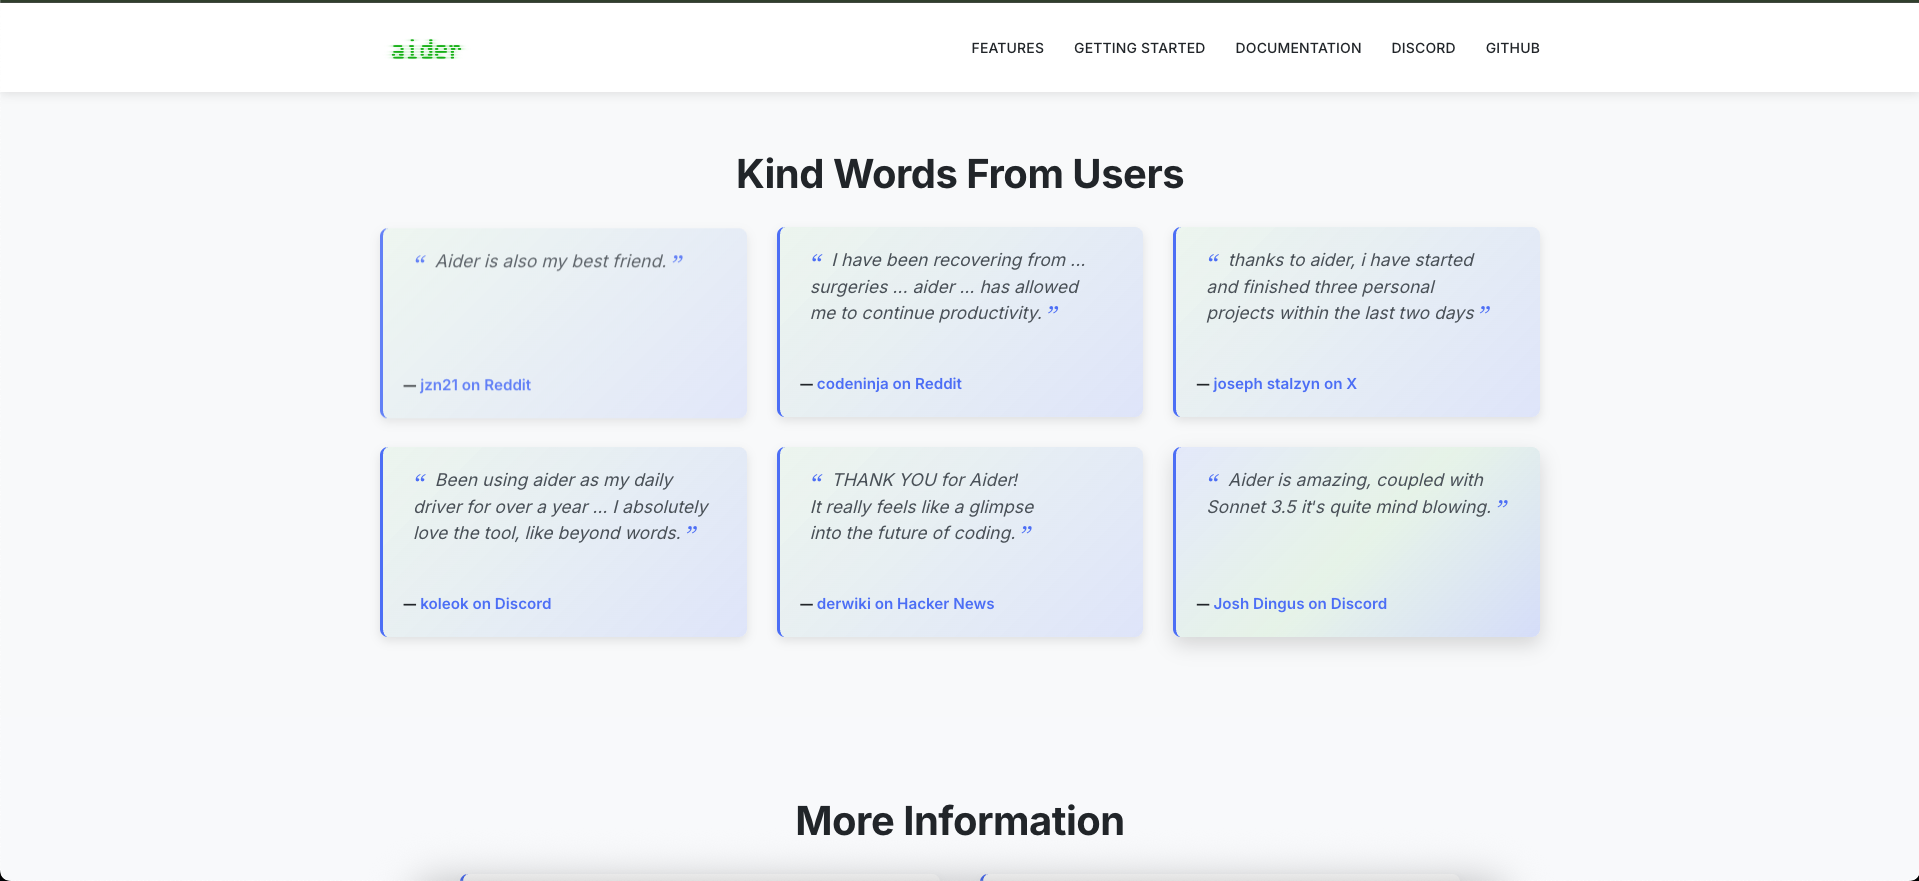 aider
FEATURES
GETTING STARTED
DOCUMENTATION
DISCORD
GITHUB
Kind Words From Users
“ Aider is also my best friend. ”
— jzn21 on Reddit
“ I have been recovering from ...
surgeries ... aider ... has allowed
me to continue productivity. ”
— codeninja on Reddit
“ thanks to aider, i have started
and finished three personal
projects within the last two days ”
— joseph stalzyn on X
“ Been using aider as my daily
driver for over a year ... I absolutely
love the tool, like beyond words. ”
— koleok on Discord
“ THANK YOU for Aider!
It really feels like a glimpse
into the future of coding. ”
— derwiki on Hacker News
“ Aider is amazing, coupled with
Sonnet 3.5 it's quite mind blowing. ”
— Josh Dingus on Discord
More Information